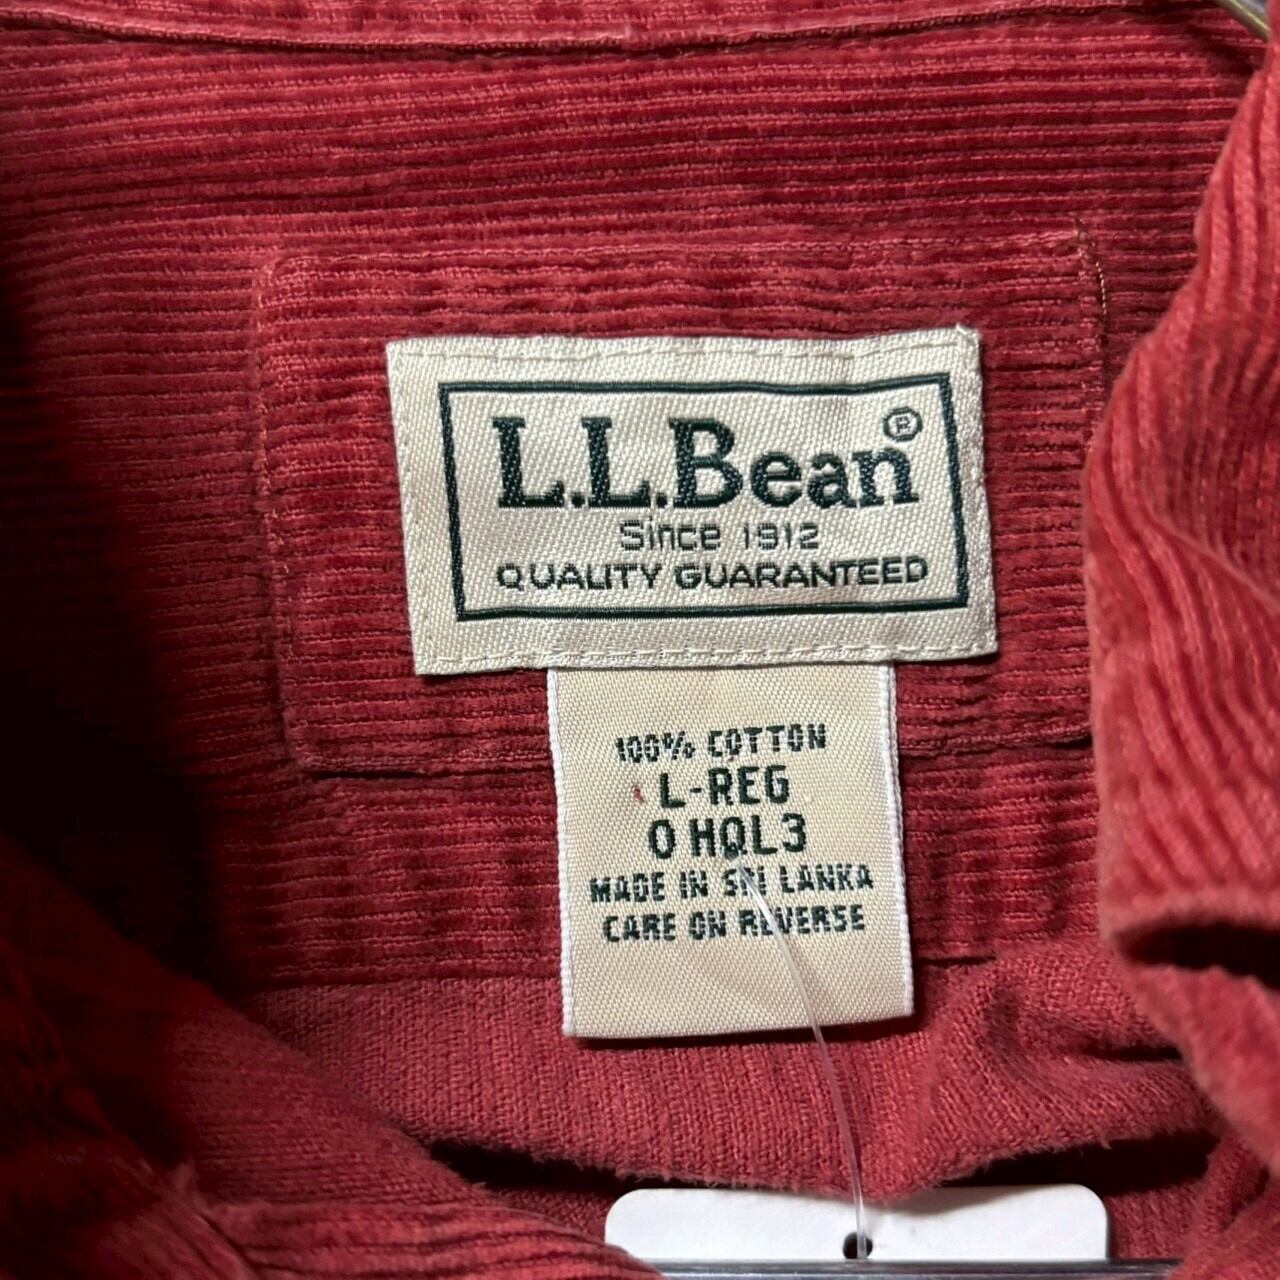 L.L.Bean®
Since 1912
QUALITY GUARANTEED
100% COTTON
L-REG
0 HQL3
MADE IN SRI LANKA
CARE ON REVERSE